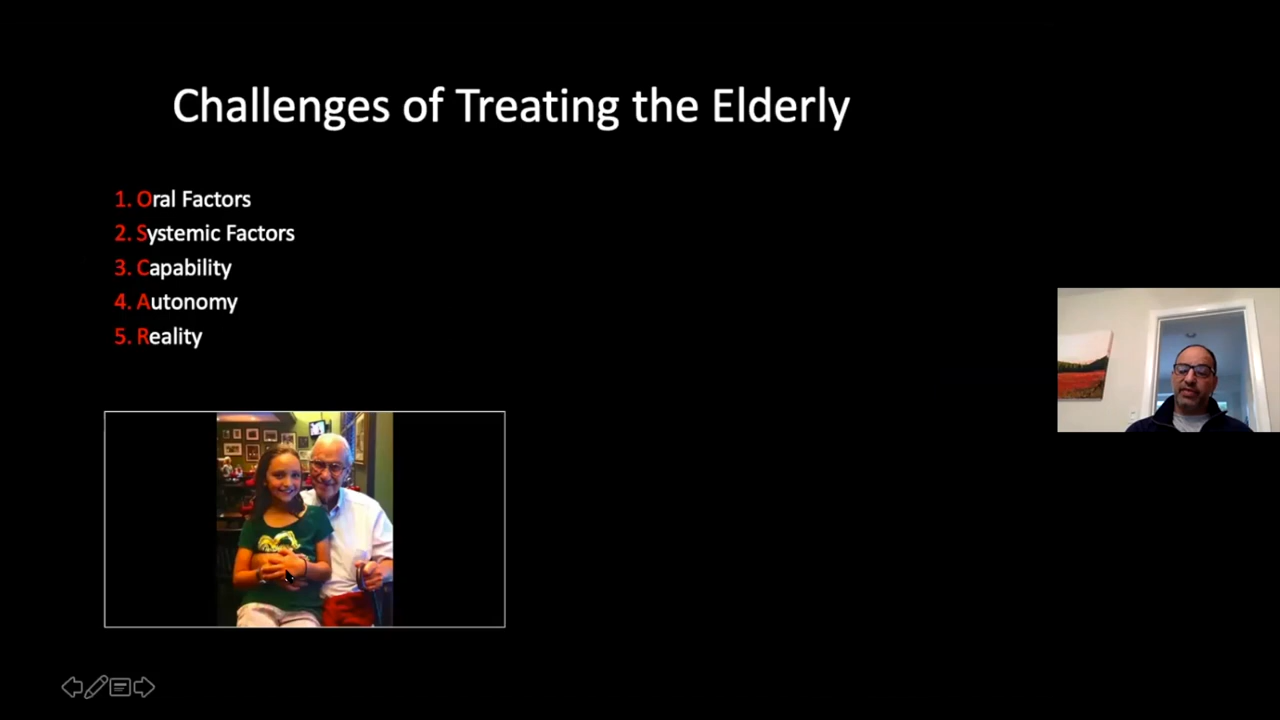 Challenges of Treating the Elderly
1. Oral Factors
2. Systemic Factors
3. Capability
4. Autonomy
5. Reality